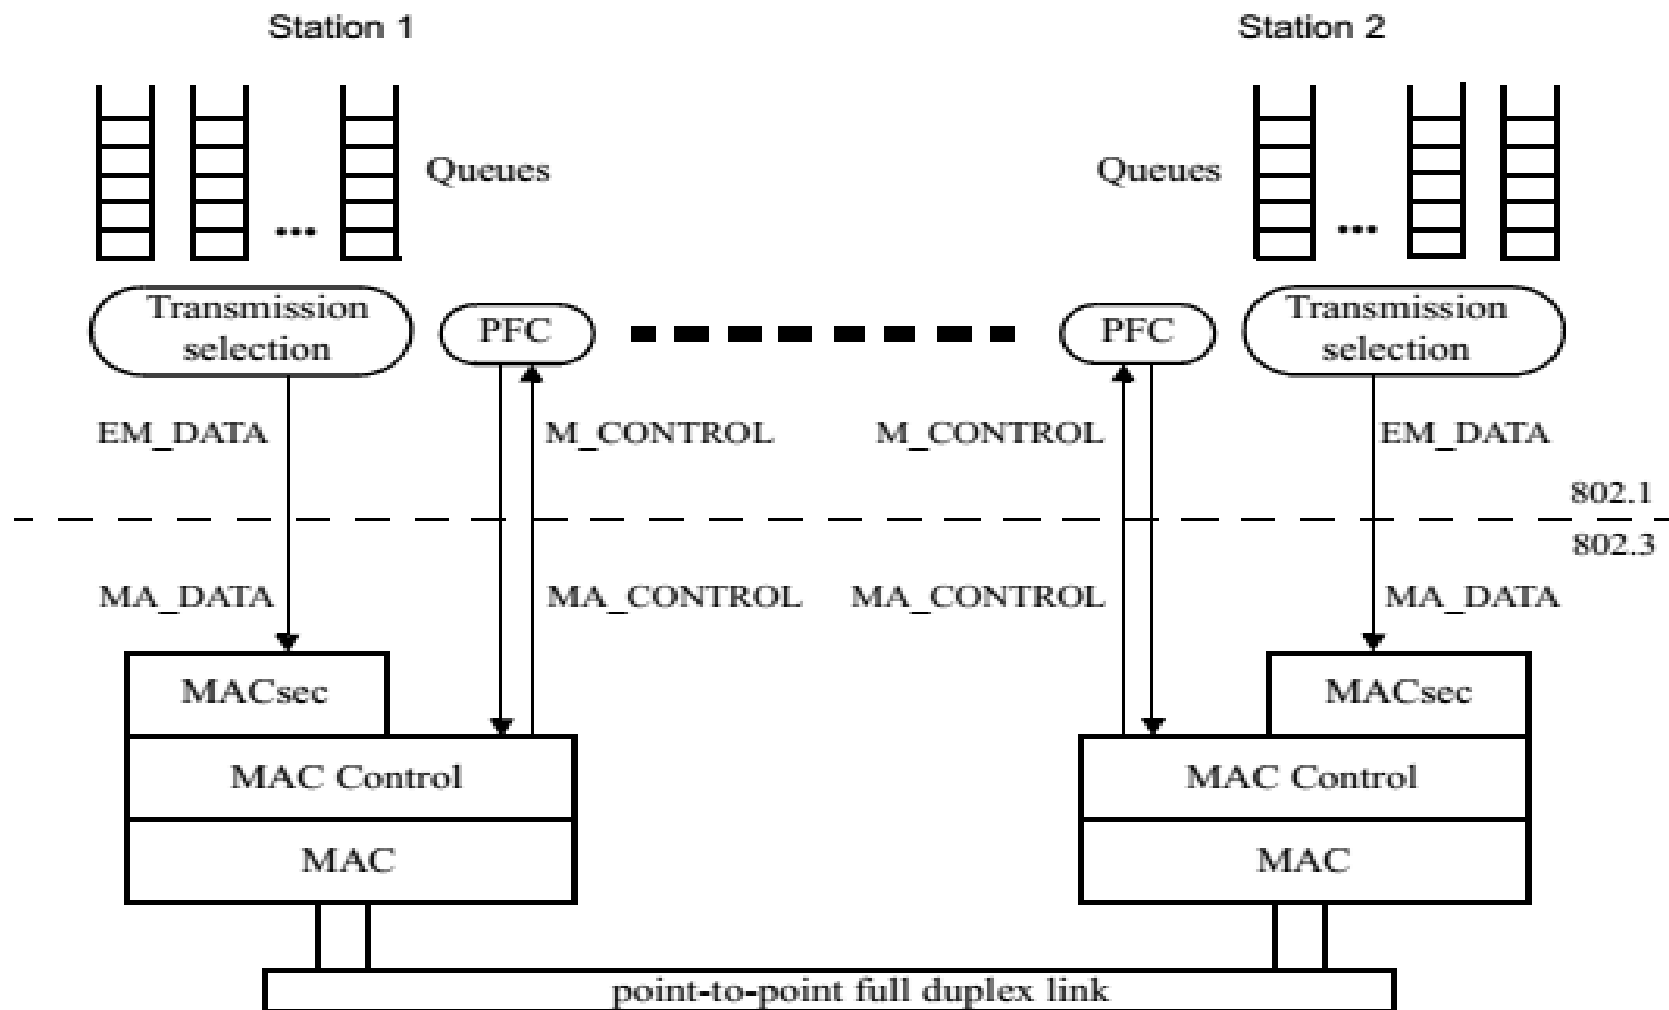 Station 1
Station 2
Queues
Queues
...
...
Transmission
selection
PFC
PFC
Transmission
selection
EM_DATA
M_CONTROL
M_CONTROL
EM_DATA
802.1
802.3
MA_DATA
MA_CONTROL
MA_CONTROL
MA_DATA
MACsec
MACsec
MAC Control
MAC Control
MAC
MAC
point-to-point full duplex link